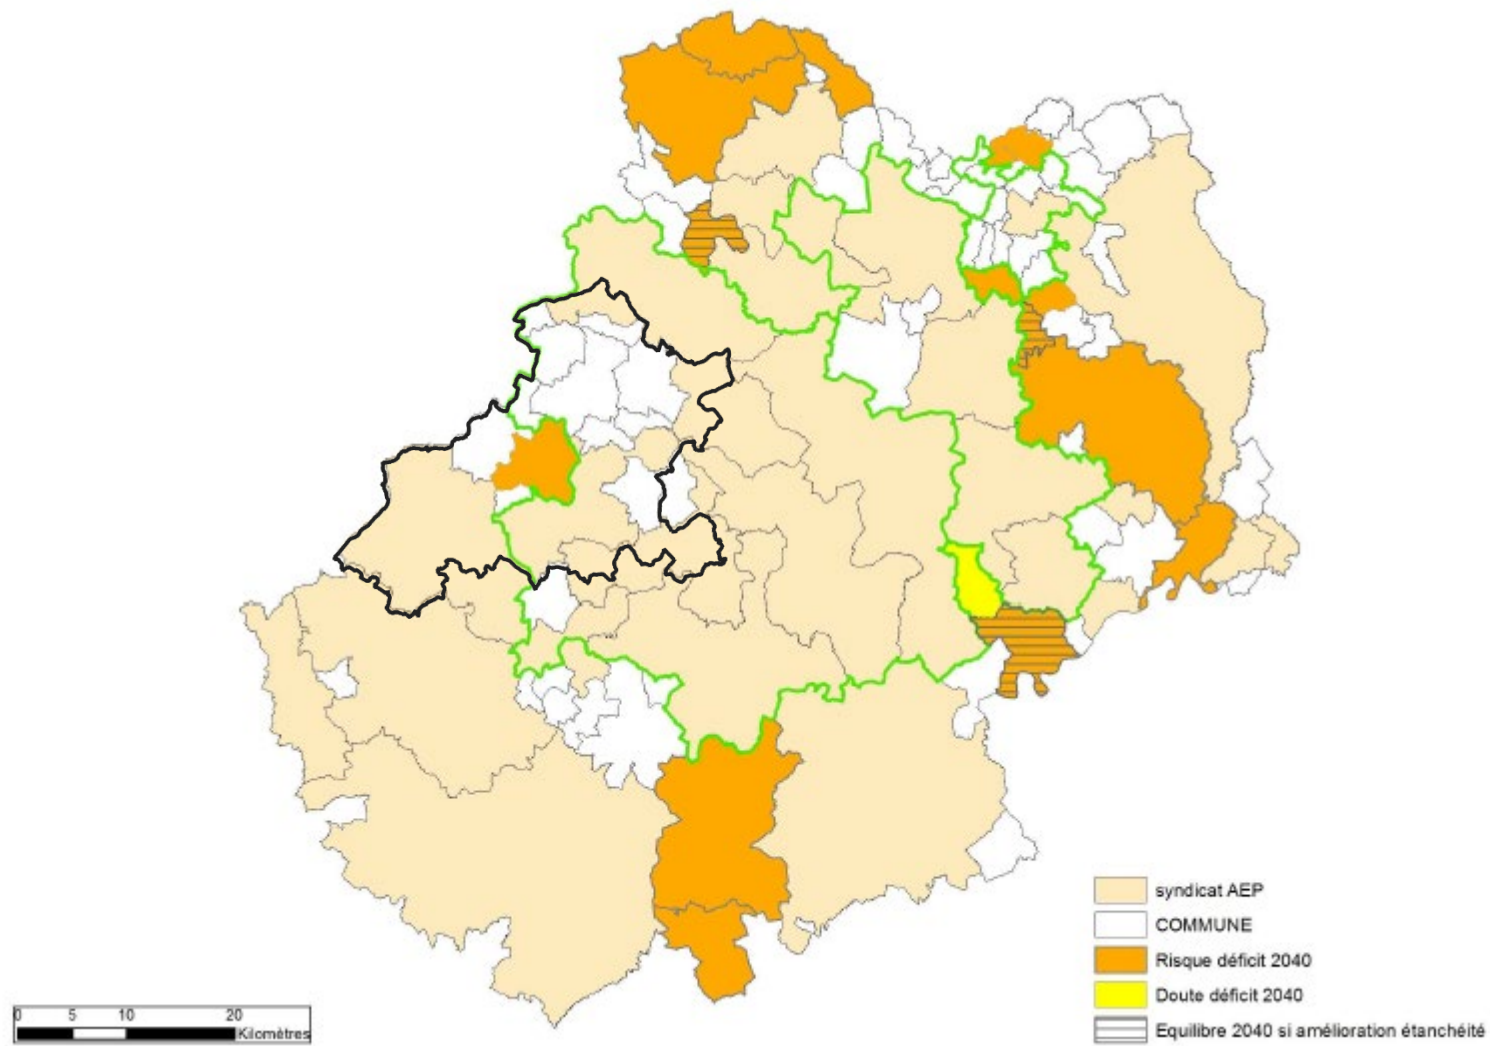 syndicat AEP
COMMUNE
Risque déficit 2040
Doute déficit 2040
Equilibre 2040 si amélioration étanchéité
0 5 10 20
Kilomètres